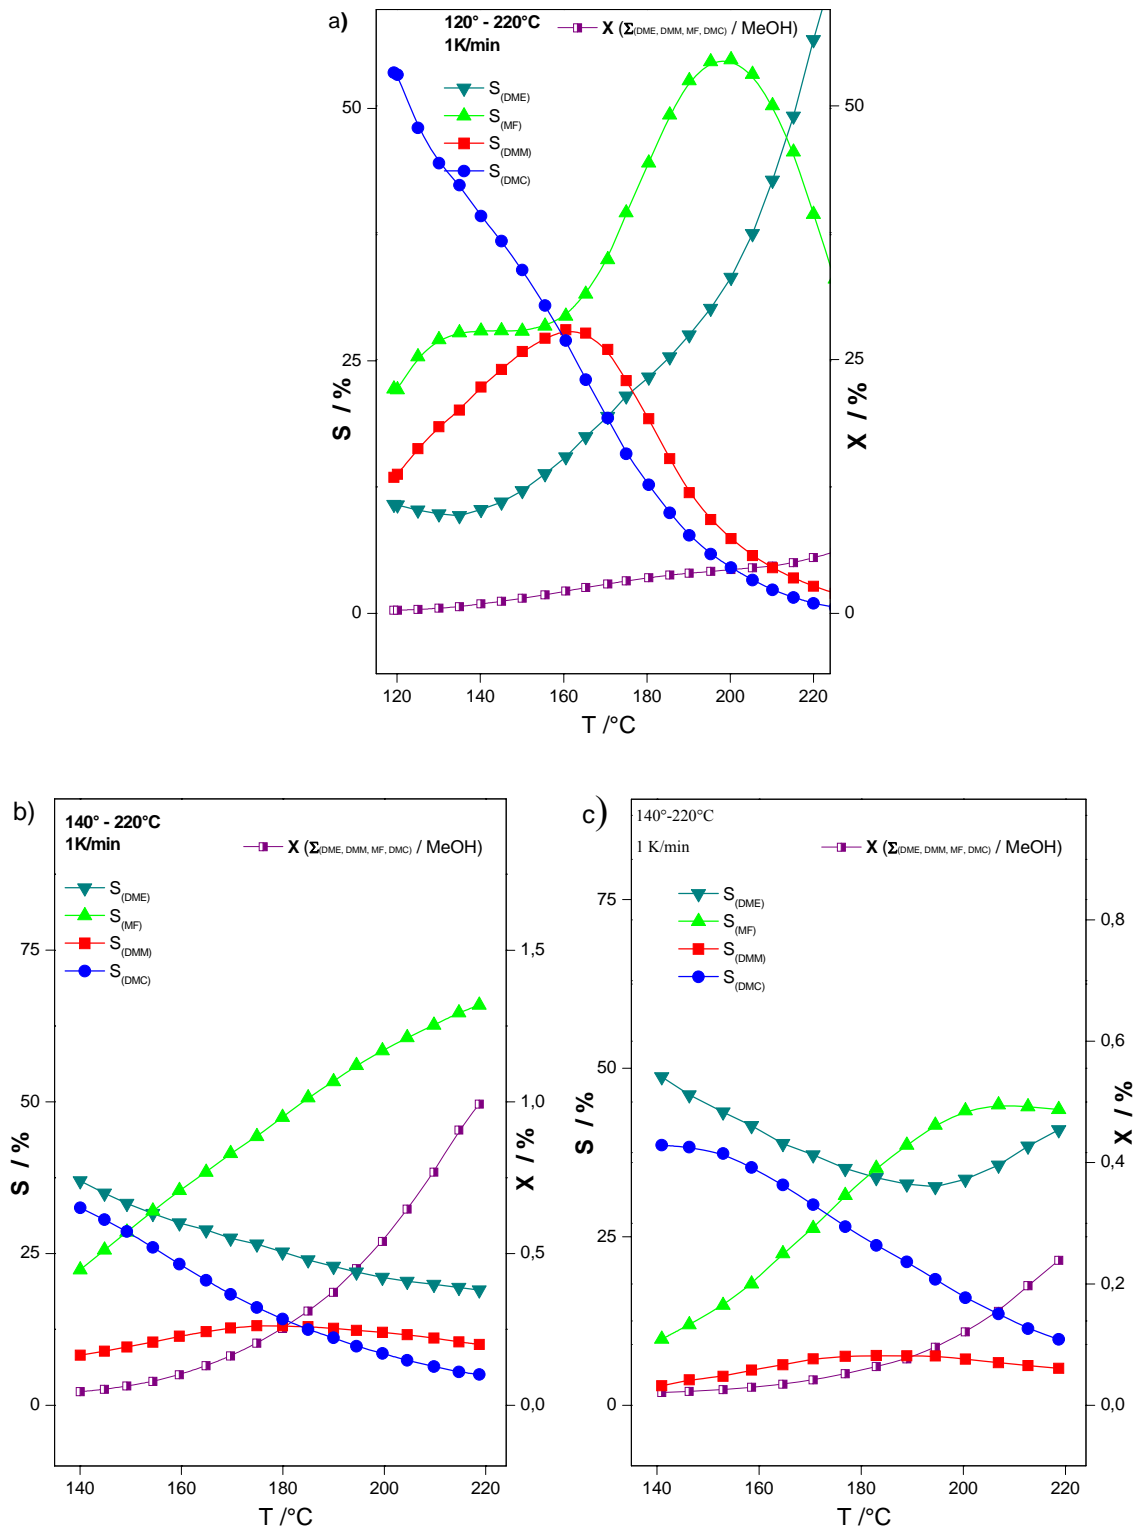 a)
120° - 220°C
1K/min
X (Σ(DME, DMM, MF, DMC) / MeOH)
S(DME)
S(MF)
S(DMM)
S(DMC)
50
25
0
S / %
50
25
0
X / %
120 140 160 180 200 220
T /°C
b)
140° - 220°C
1K/min
X (Σ(DME, DMM, MF, DMC) / MeOH)
S(DME)
S(MF)
S(DMM)
S(DMC)
75
50
25
0
S / %
1,5
1,0
0,5
0,0
X / %
140 160 180 200 220
T /°C
c)
140°-220°C
1 K/min
X (Σ(DME, DMM, MF, DMC) / MeOH)
S(DME)
S(MF)
S(DMM)
S(DMC)
75
50
25
0
S / %
0,8
0,6
0,4
0,2
0,0
X / %
140 160 180 200 220
T /°C